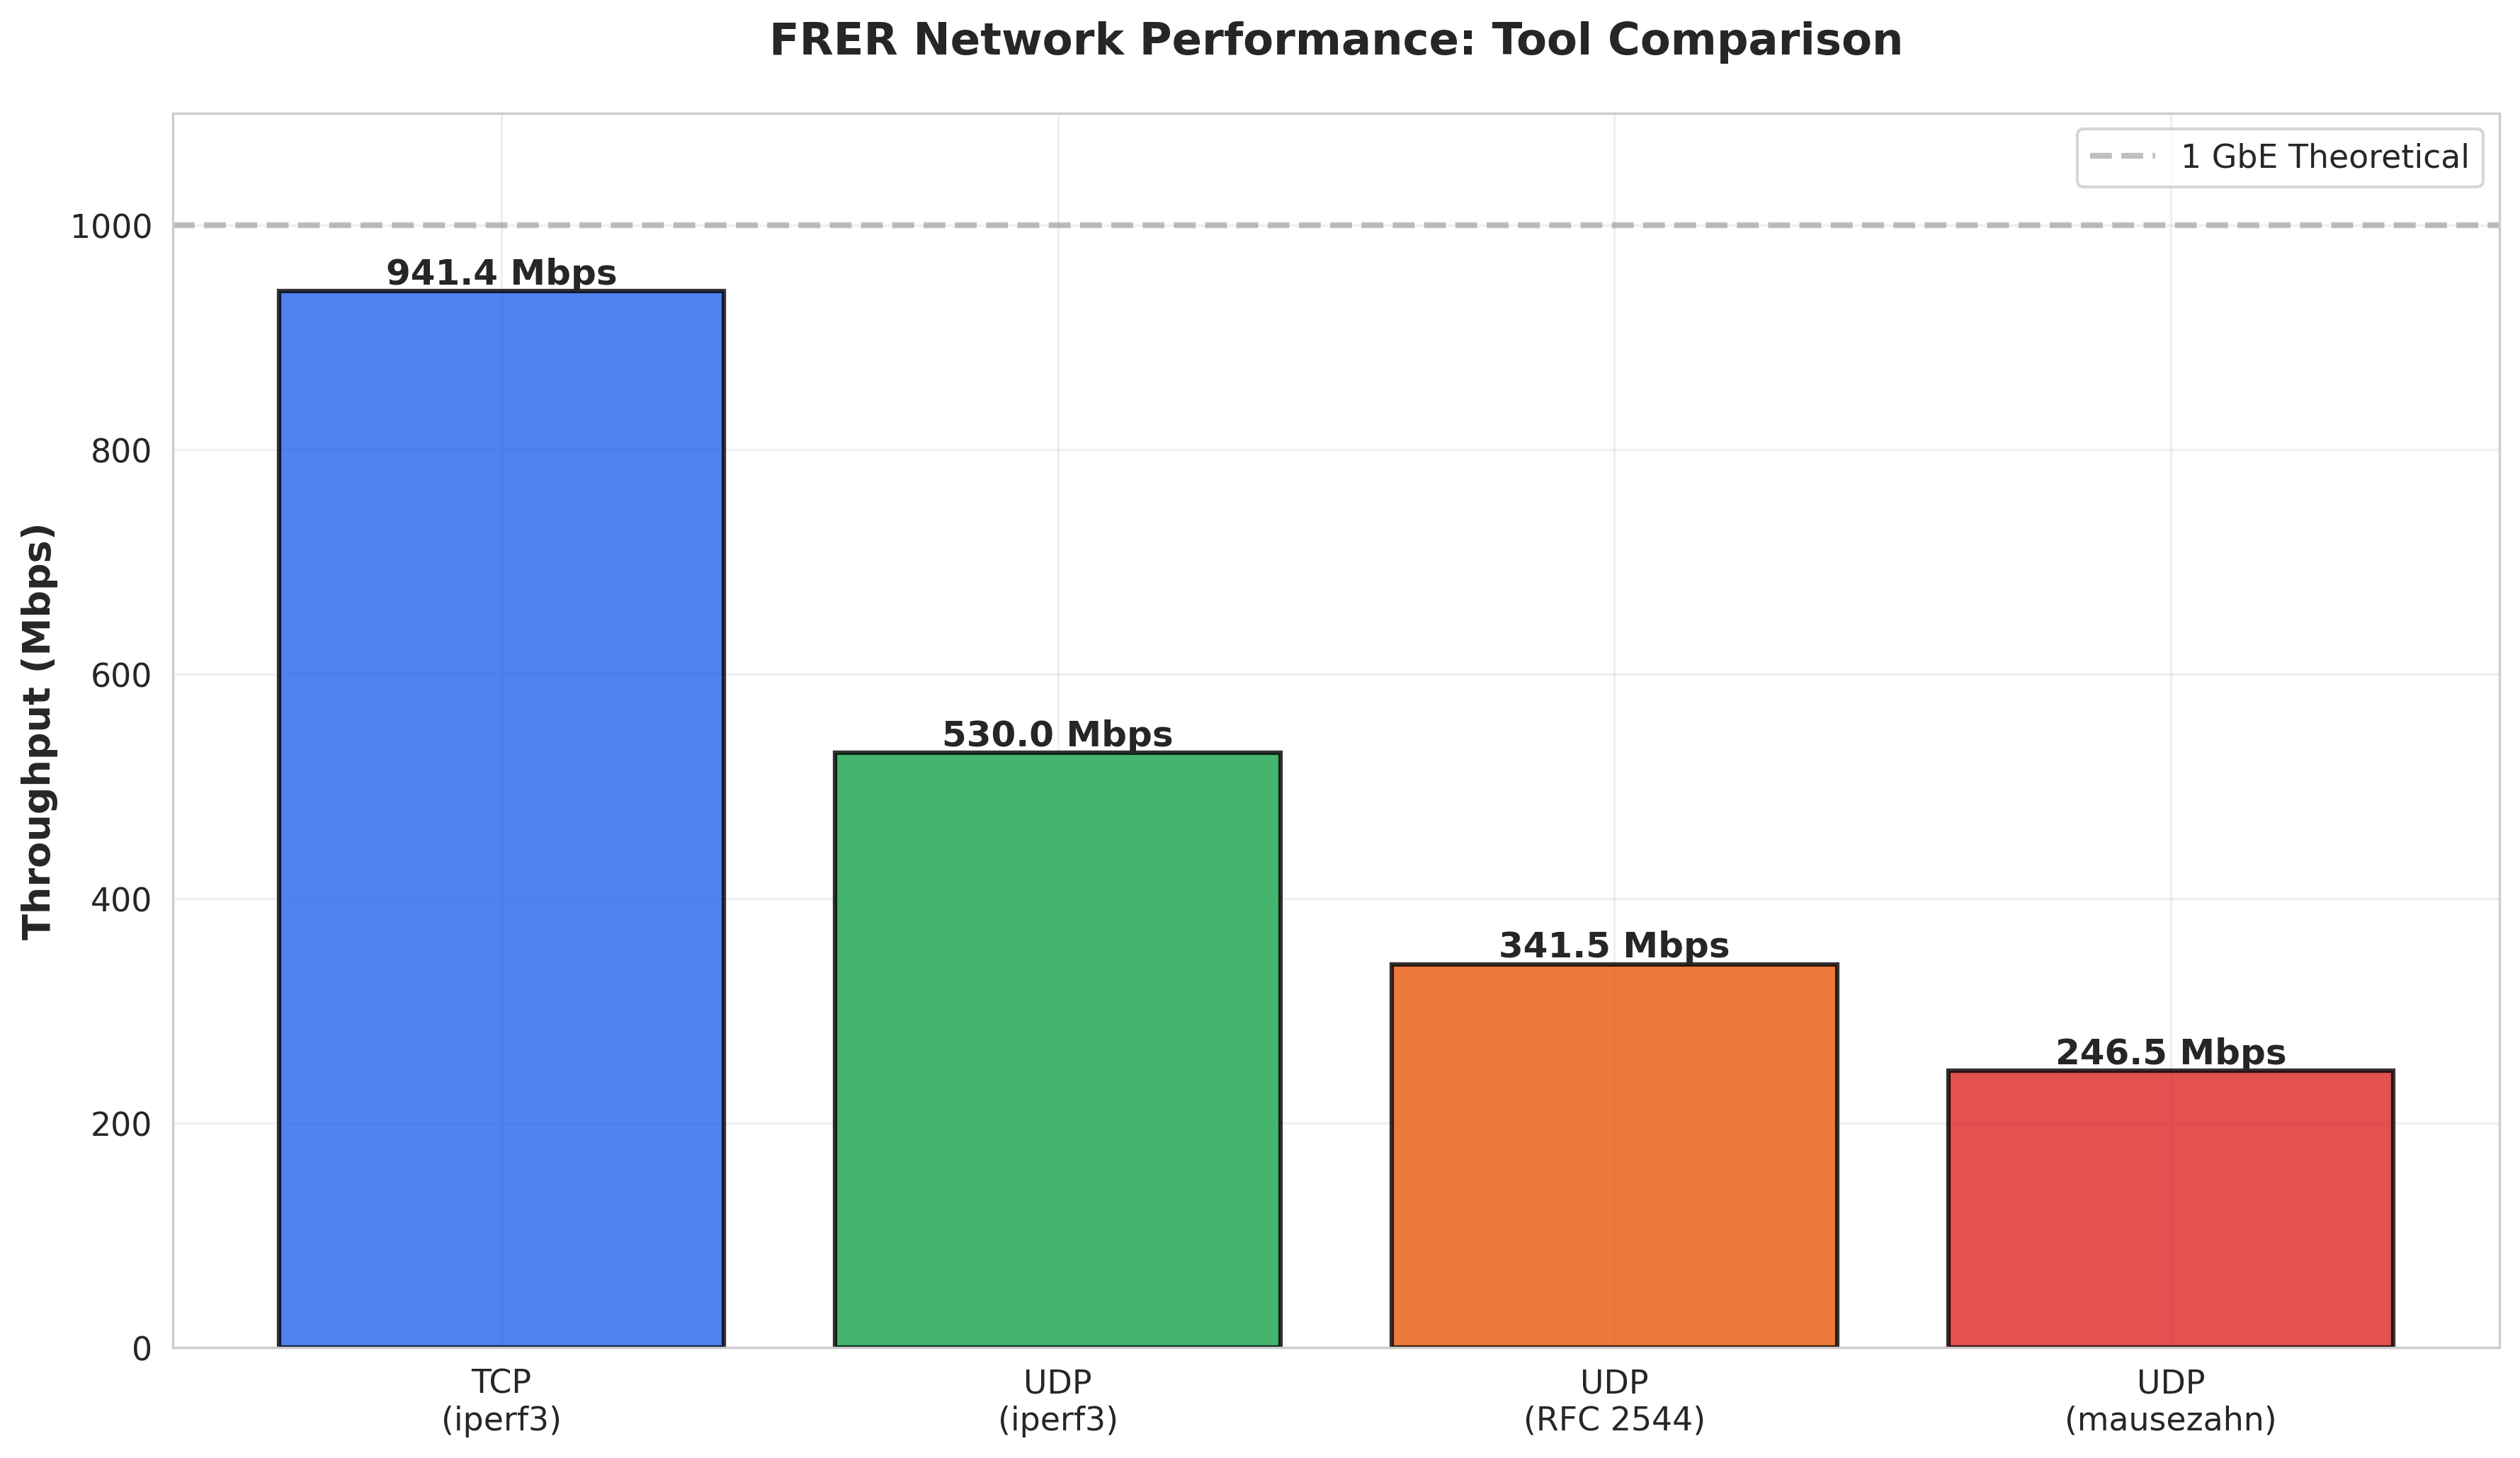 FRER Network Performance: Tool Comparison
1 GbE Theoretical
Throughput (Mbps)
1000
800
600
400
200
0
941.4 Mbps
530.0 Mbps
341.5 Mbps
246.5 Mbps
TCP
(iperf3)
UDP
(iperf3)
UDP
(RFC 2544)
UDP
(mausezahn)